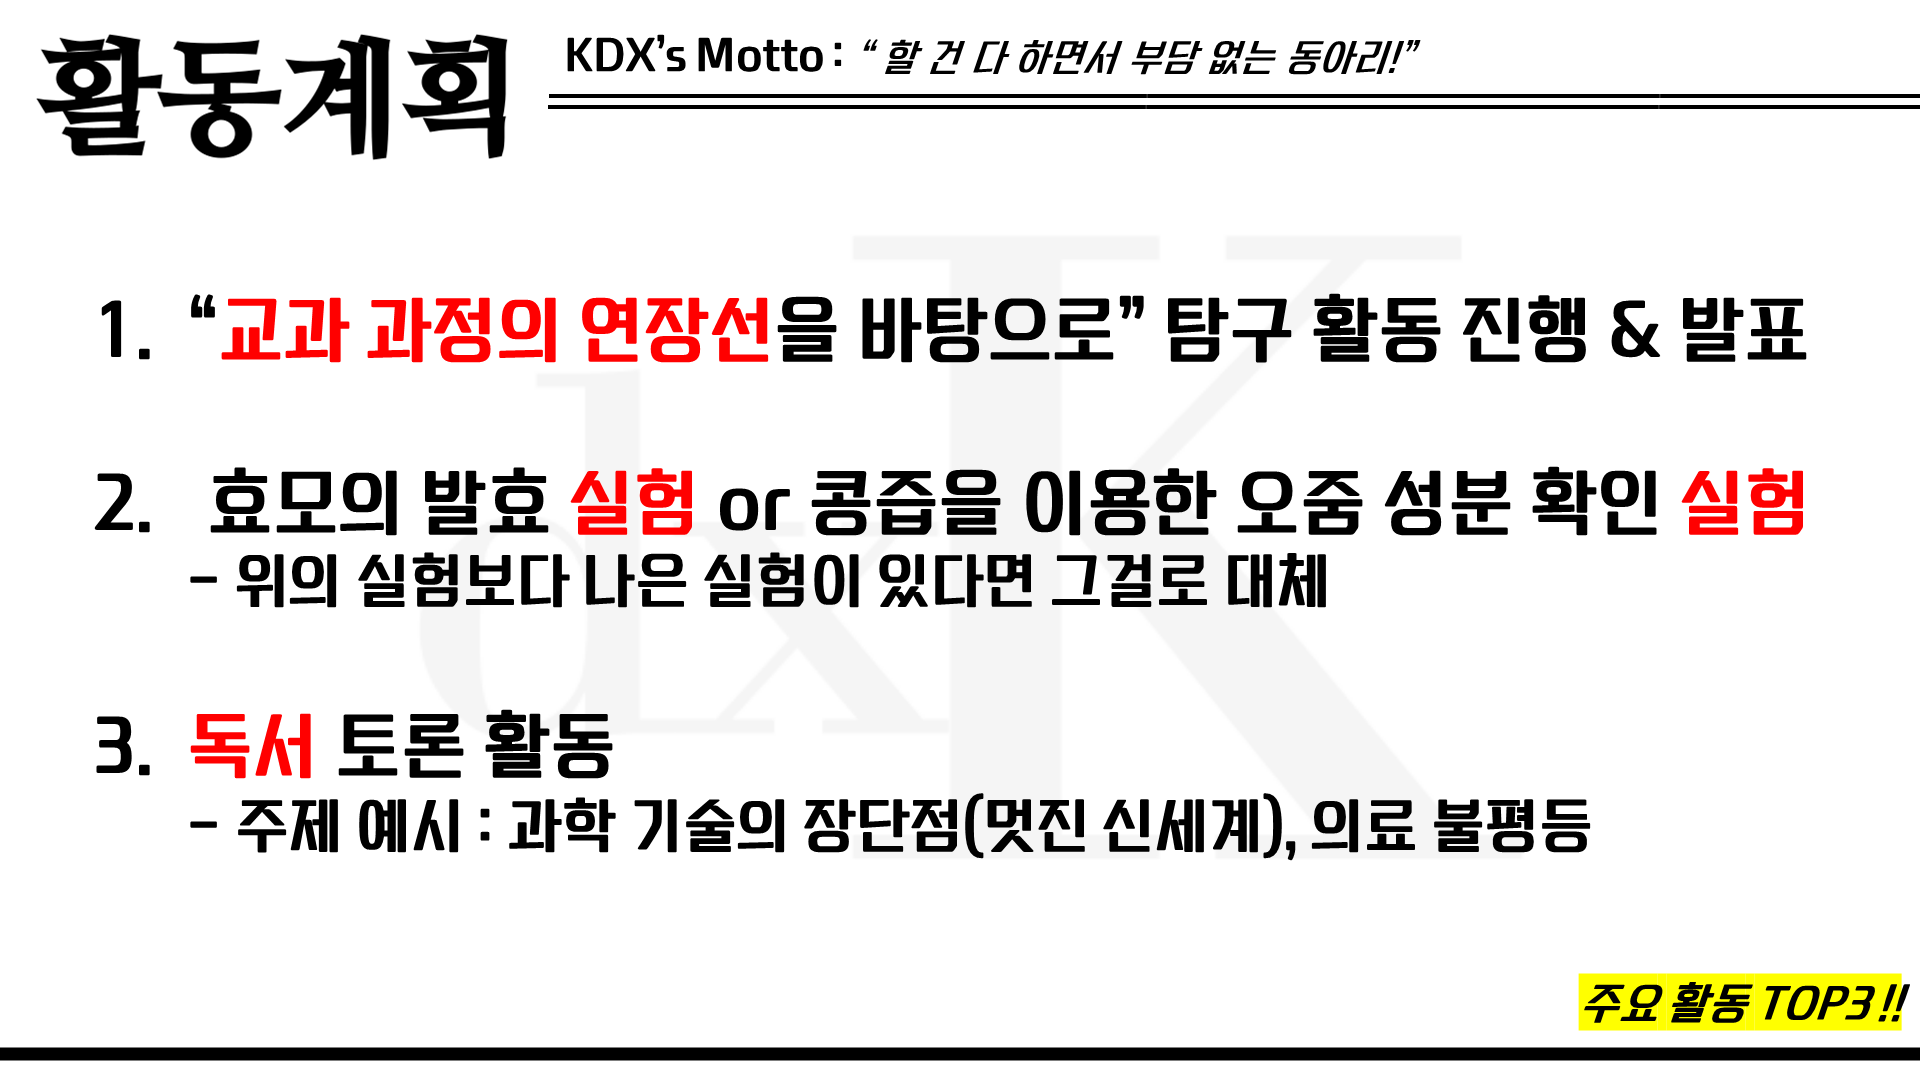 활동계획
KDX's Motto : “ 할 건 다 하면서 부담 없는 동아리!”
1. “교과 과정의 연장선을 바탕으로” 탐구 활동 진행 & 발표
2. 효모의 발효 실험 or 콩즙을 이용한 오줌 성분 확인 실험
- 위의 실험보다 나은 실험이 있다면 그걸로 대체
3. 독서 토론 활동
- 주제 예시 : 과학 기술의 장단점(멋진 신세계), 의료 불평등
dxK
주요 활동 TOP3 !!